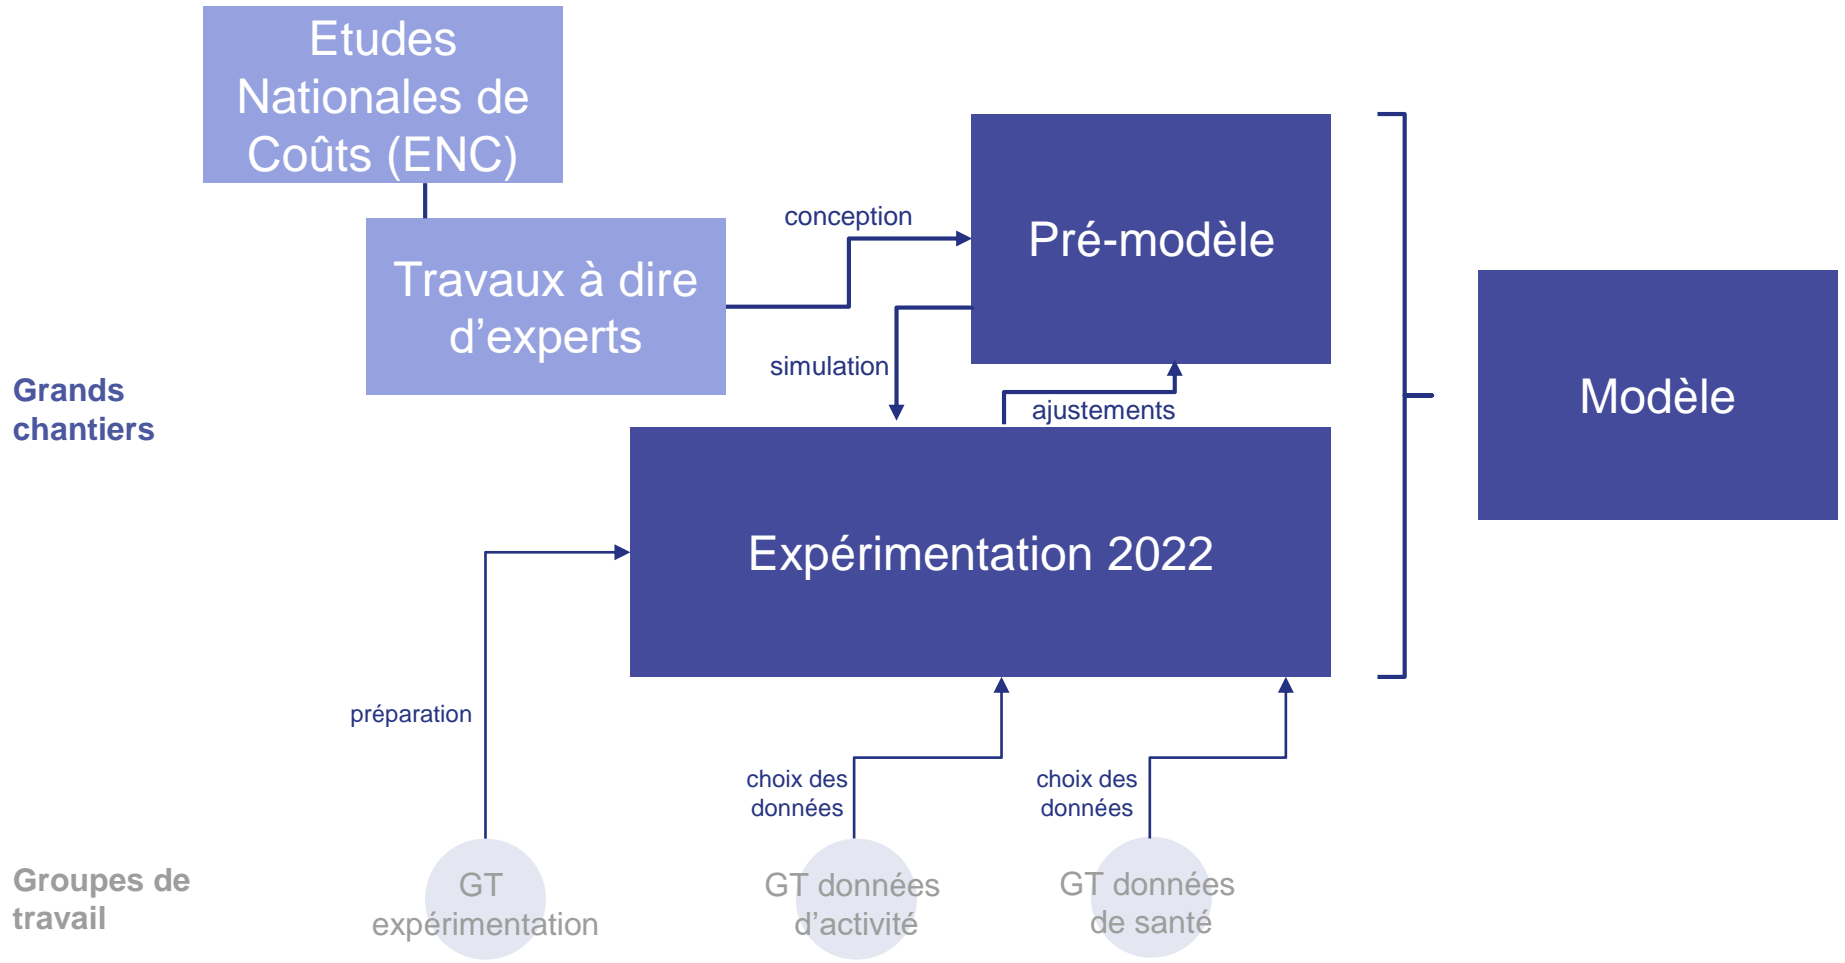 Etudes
Nationales de
Coûts (ENC)
Travaux à dire
d’experts
conception
Pré-modèle
simulation
ajustements
Modèle
Grands
chantiers
Expérimentation 2022
préparation
choix des
données
choix des
données
Groupes de
travail
GT
expérimentation
GT données
d’activité
GT données
de santé